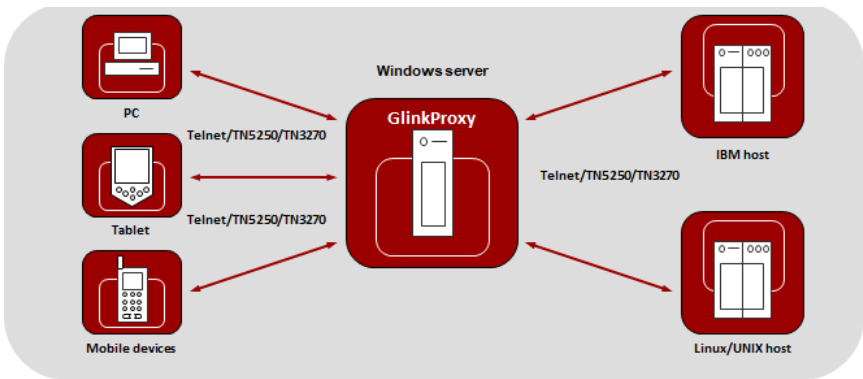 PC
Telnet/TN5250/TN3270
Tablet
Telnet/TN5250/TN3270
Mobile devices
Windows server
GlinkProxy
Telnet/TN5250/TN3270
IBM host
Linux/UNIX host